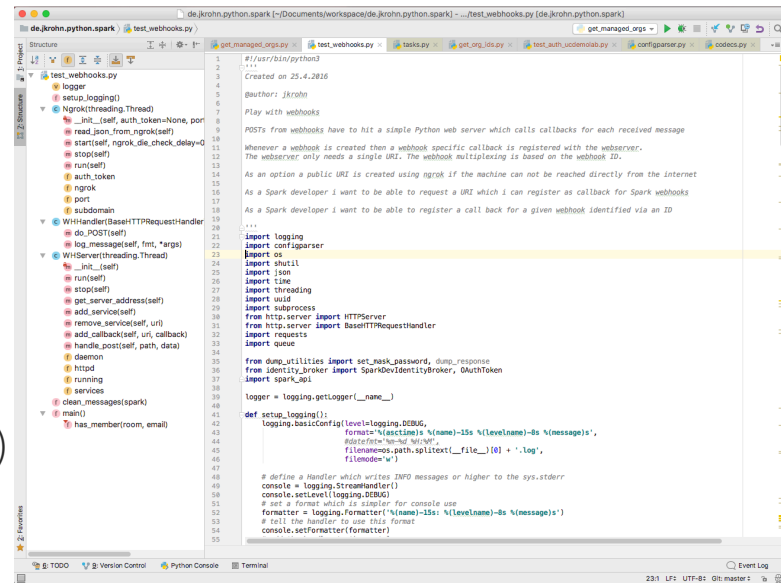 de.jkrohn.python.spark [~/Documents/workspace/de.jkrohn.python.spark] - .../test_webhooks.py [de.jkrohn.python.spark]
de.jkrohn.python.spark
test_webhooks.py
get_managed_orgs
Structure
get_managed_orgs.py
test_webhooks.py
tasks.py
get_org_ids.py
test_auth_ucdemolab.py
configparser.py
codecs.py
1: Project
2: Structure
2: Favorites
test_webhooks.py
logger
setup_logging()
Ngrok(threading.Thread)
__init__(self, auth_token=None, port
read_json_from_ngrok(self)
start(self, ngrok_die_check_delay=0
stop(self)
run(self)
auth_token
ngrok
port
subdomain
WHHandler(BaseHTTPRequestHandler
do_POST(self)
log_message(self, fmt, *args)
WHServer(threading.Thread)
__init__(self)
run(self)
stop(self)
get_server_address(self)
add_service(self)
remove_service(self, uri)
add_callback(self, uri, callback)
handle_post(self, path, data)
daemon
httpd
running
services
clean_messages(spark)
main()
has_member(room, email)
1 #!/usr/bin/python3
2 '''
3 Created on 25.4.2016
4
5 @author: jkrohn
6
7 Play with webhooks
8
9 POSTs from webhooks have to hit a simple Python web server which calls callbacks for each received message
10
11 Whenever a webhook is created then a webhook specific callback is registered with the webserver.
12 The webserver only needs a single URI. The webhook multiplexing is based on the webhook ID.
13
14 As an option a public URI is created using ngrok if the machine can not be reached directly from the internet
15
16 As a Spark developer i want to be able to request a URI which i can register as callback for Spark webhooks
17
18 As a Spark developer i want to be able to register a call back for a given webhook identified via an ID
19
20 '''
21 import logging
22 import configparser
23 import os
24 import shutil
25 import json
26 import time
27 import threading
28 import uuid
29 import subprocess
30 from http.server import HTTPServer
31 from http.server import BaseHTTPRequestHandler
32 import requests
33 import queue
34
35 from dump_utilities import set_mask_password, dump_response
36 from identity_broker import SparkDevIdentityBroker, OAuthToken
37 import spark_api
38
39 logger = logging.getLogger(__name__)
40
41 def setup_logging():
42 logging.basicConfig(level=logging.DEBUG,
43 format='%(asctime)s %(name)-15s %(levelname)-8s %(message)s',
44 #datefmt='%m-%d %H:%M',
45 filename=os.path.splitext(__file__)[0] + '.log',
46 filemode='w')
47
48 # define a Handler which writes INFO messages or higher to the sys.stderr
49 console = logging.StreamHandler()
50 console.setLevel(logging.DEBUG)
51 # set a format which is simpler for console use
52 formatter = logging.Formatter('%(name)-15s: %(levelname)-8s %(message)s')
53 # tell the handler to use this format
54 console.setFormatter(formatter)
55
6: TODO
9: Version Control
Python Console
Terminal
Event Log
23:1 LF÷ UTF-8÷ Git: master÷